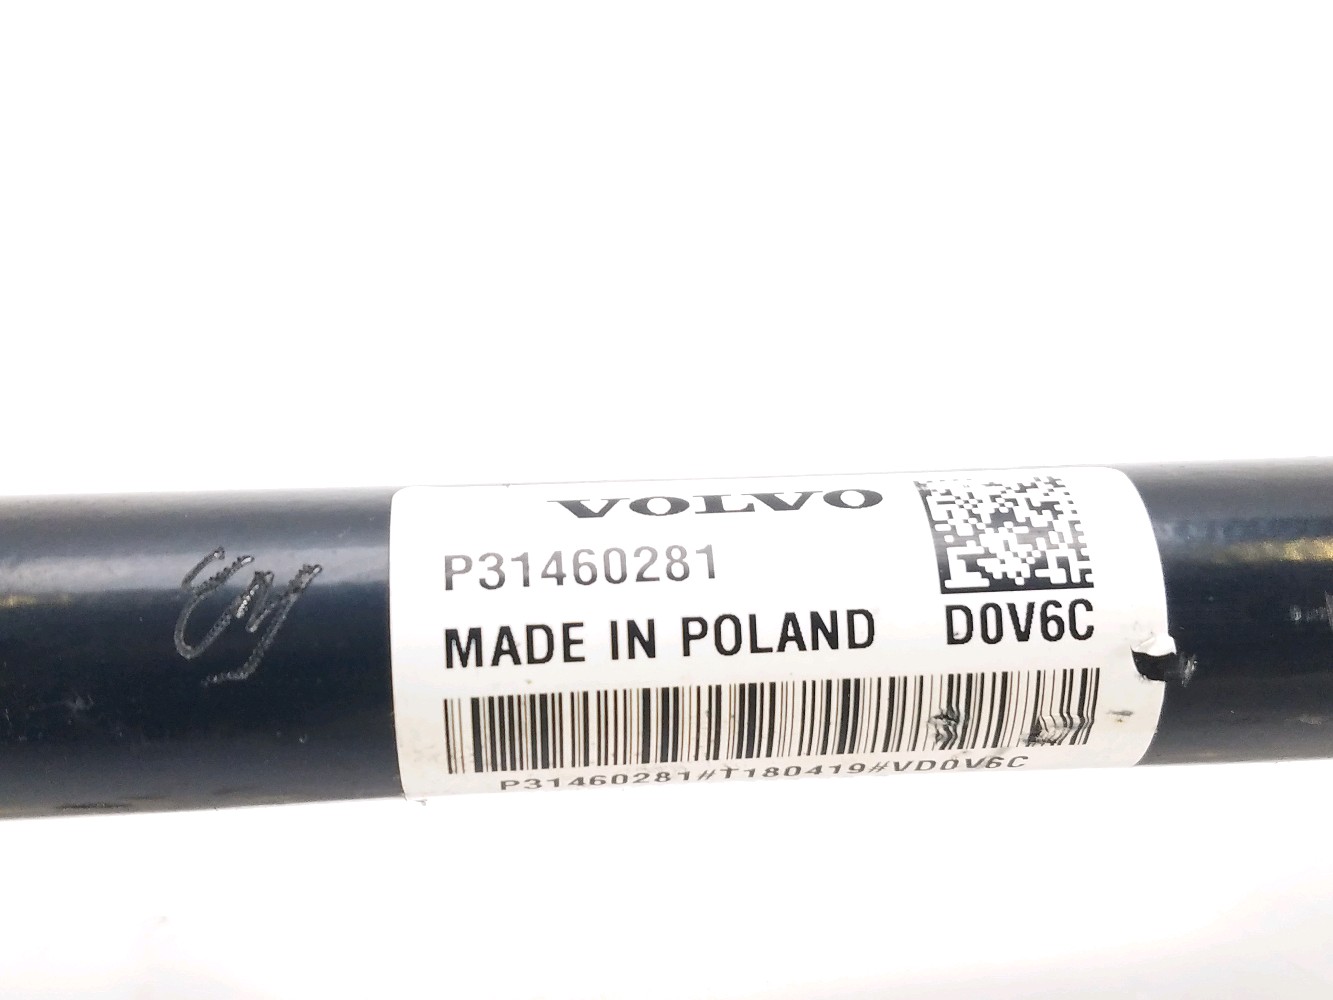 VOLVO
P31460281
MADE IN POLAND
D0V6C
P31460281#T180419#VD0V6C